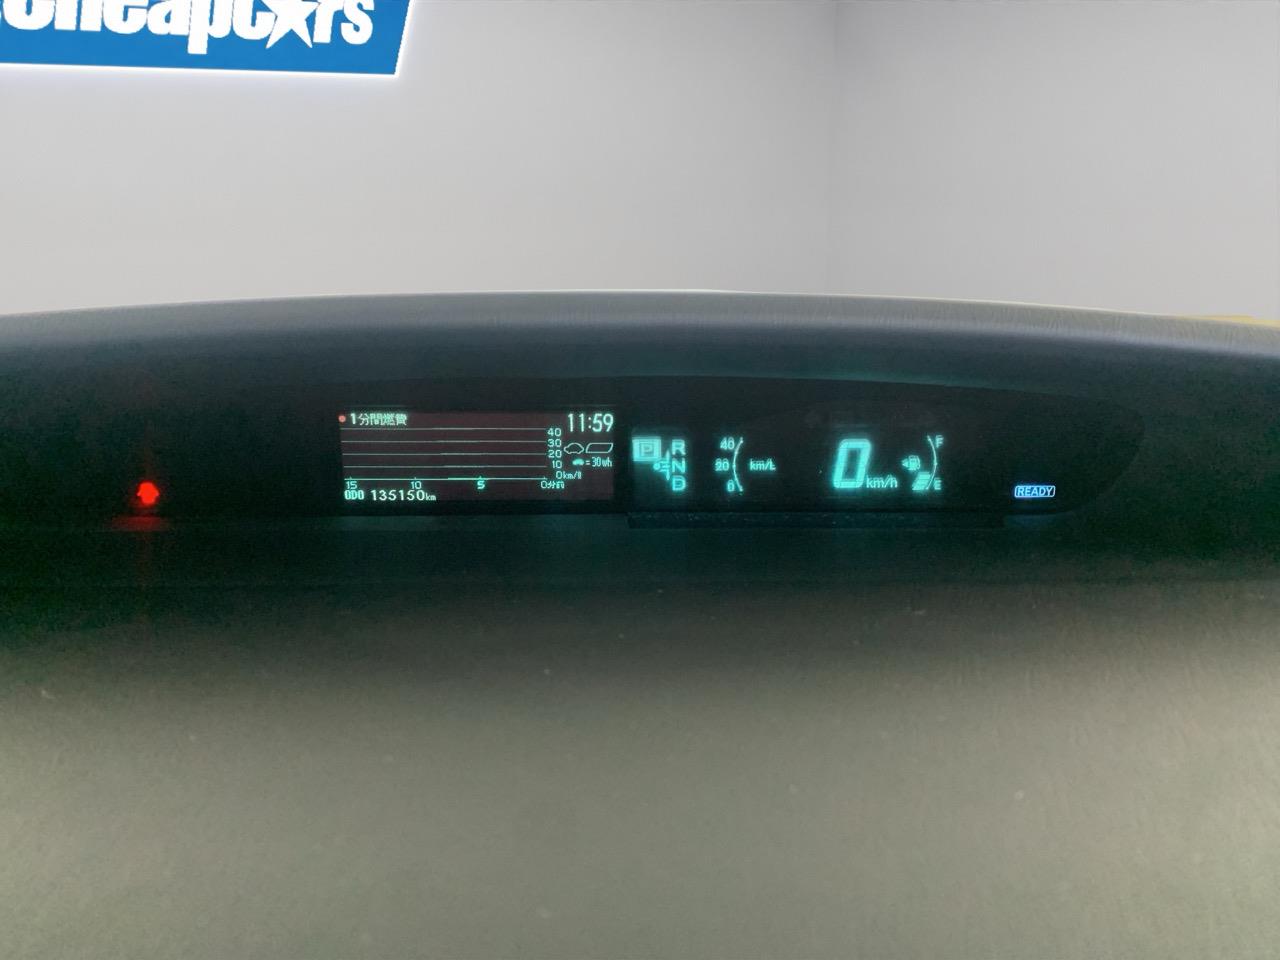 cheapcars
1分間燃費 11:59
40
30
20
10
0km/l
=30Wh
15 10 5 0分前
ODO 135150km
P R
N
D
40
20
0
km/L
0 km/h
F
E
READY